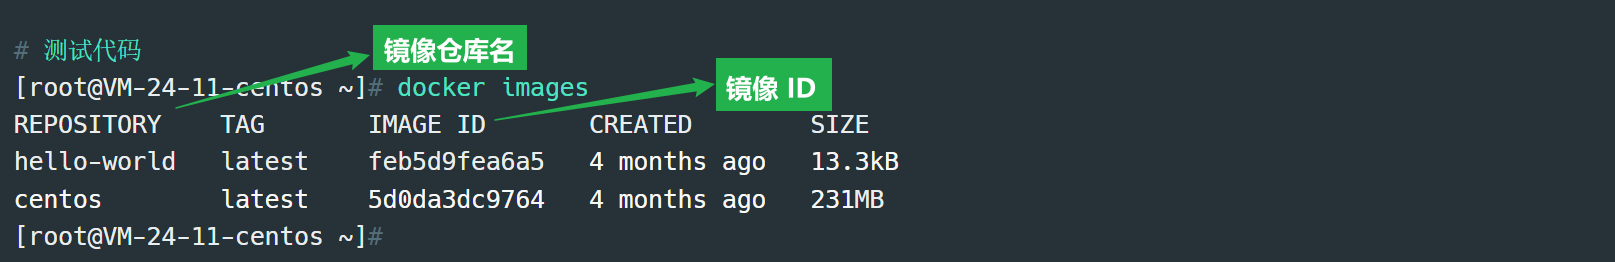 # 测试代码
镜像仓库名
[root@VM-24-11-centos ~]# docker images
镜像 ID
REPOSITORY TAG IMAGE ID CREATED SIZE
hello-world latest feb5d9fea6a5 4 months ago 13.3kB
centos latest 5d0da3dc9764 4 months ago 231MB
[root@VM-24-11-centos ~]#